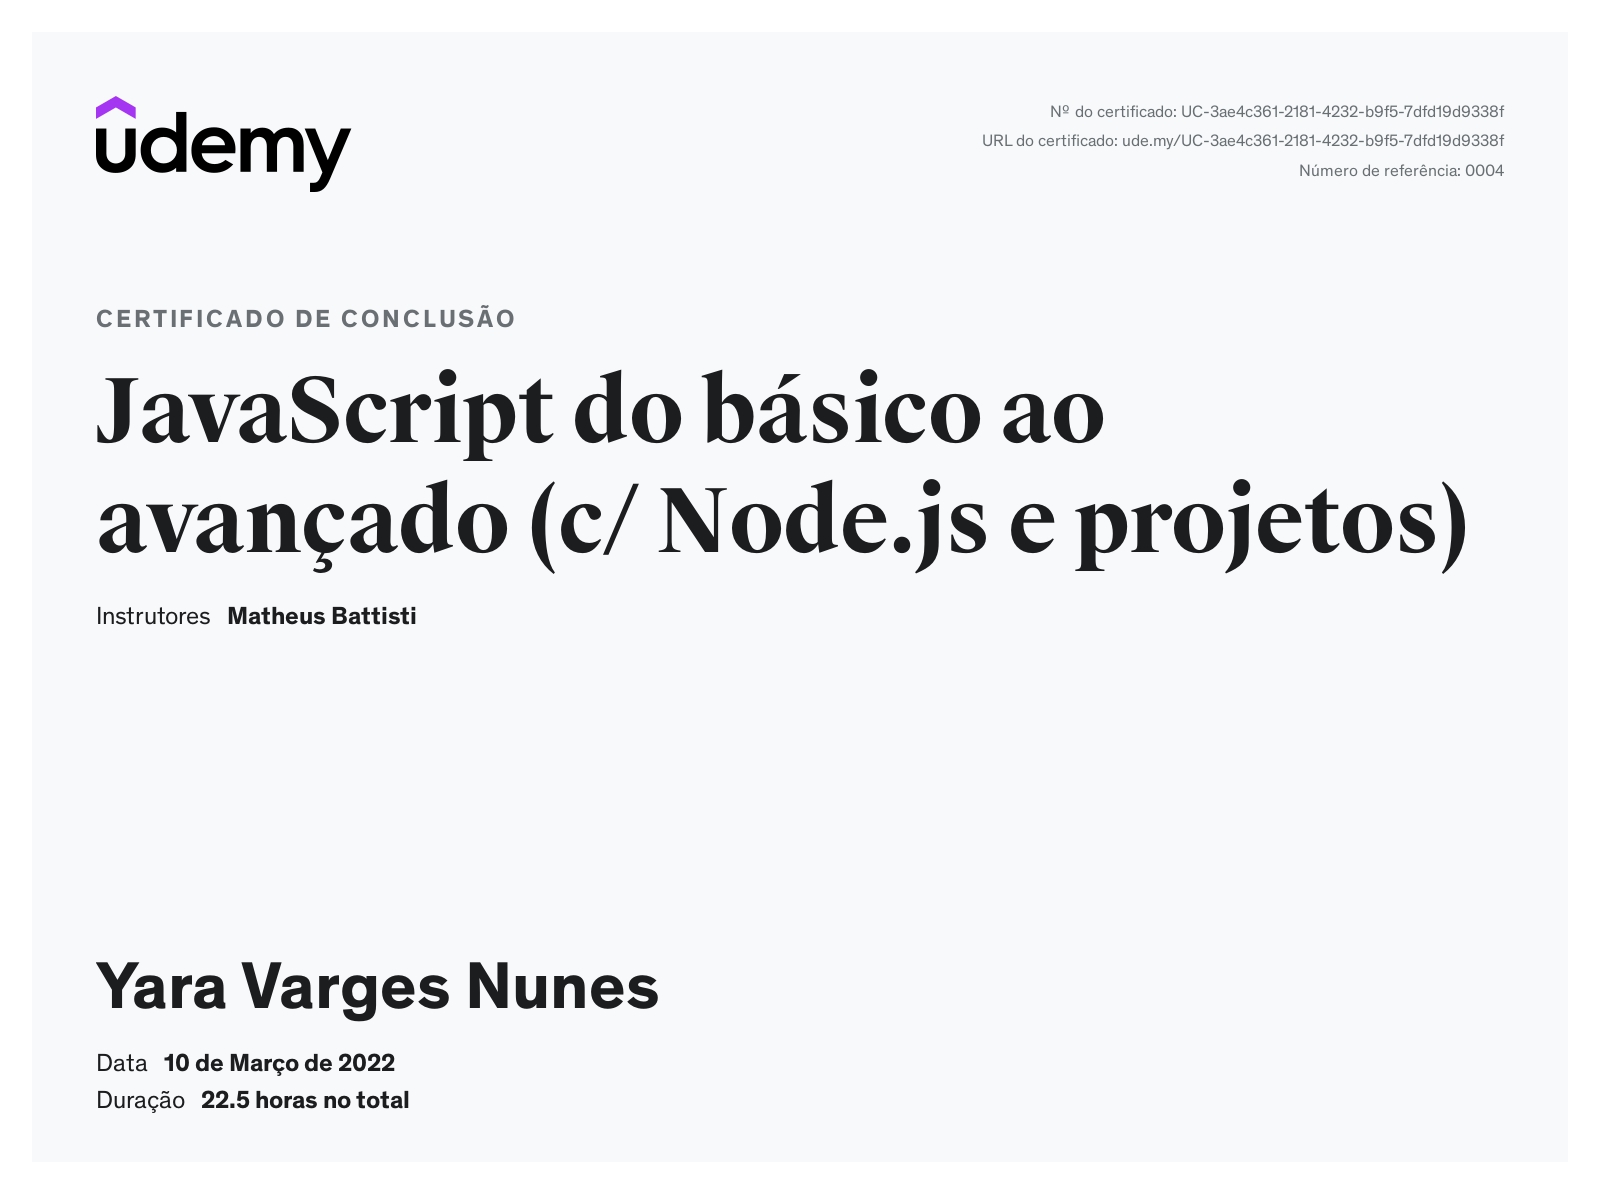 udemy
Nº do certificado: UC-3ae4c361-2181-4232-b9f5-7dfd19d9338f
URL do certificado: ude.my/UC-3ae4c361-2181-4232-b9f5-7dfd19d9338f
Número de referência: 0004
CERTIFICADO DE CONCLUSÃO
JavaScript do básico ao
avançado (c/ Node.js e projetos)
Instrutores Matheus Battisti
Yara Varges Nunes
Data 10 de Março de 2022
Duração 22.5 horas no total